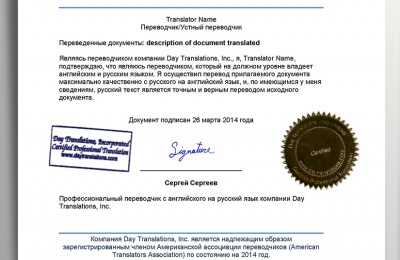 Translator Name
Переводчик/Устный переводчик
Переведенные документы: description of document translated
Являясь переводчиком компании Day Translations, Inc., я, Translator Name,
подтверждаю, что являюсь переводчиком, который на должном уровне владеет
английским и русским языком. Я осуществил перевод прилагаемого документа
максимально качественно с русского на английский язык, и, по имеющимся у меня
сведениям, русский текст является точным и верным переводом исходного
документа.
Документ подписан 26 марта 2014 года
Day Translations, Incorporated
Certified Professional Translation
www.daytranslations.com
Signature
Certified
Сергей Сергеев
Профессиональный переводчик с английского на русский язык компании Day
Translations, Inc.
Компания Day Translations, Inc. является надлежащим образом
зарегистрированным членом Американской ассоциации переводчиков (American
Translators Association) по состоянию на 2014 год.